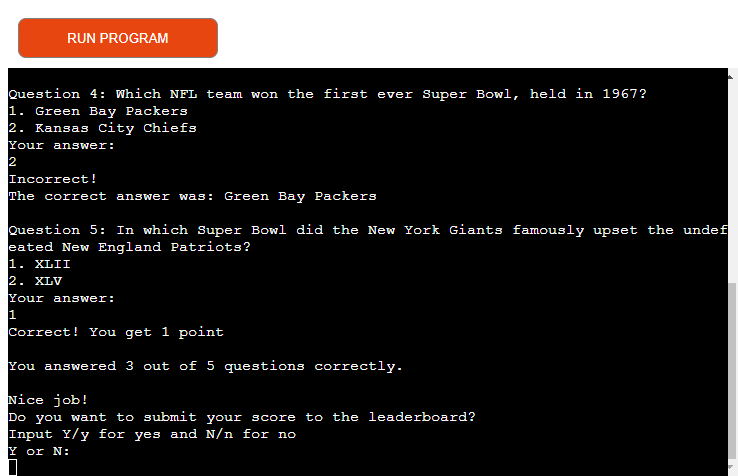 RUN PROGRAM
Question 4: Which NFL team won the first ever Super Bowl, held in 1967?
1. Green Bay Packers
2. Kansas City Chiefs
Your answer:
2
Incorrect!
The correct answer was: Green Bay Packers
Question 5: In which Super Bowl did the New York Giants famously upset the undef
eated New England Patriots?
1. XLII
2. XLV
Your answer:
1
Correct! You get 1 point
You answered 3 out of 5 questions correctly.
Nice job!
Do you want to submit your score to the leaderboard?
Input Y/y for yes and N/n for no
Y or N: